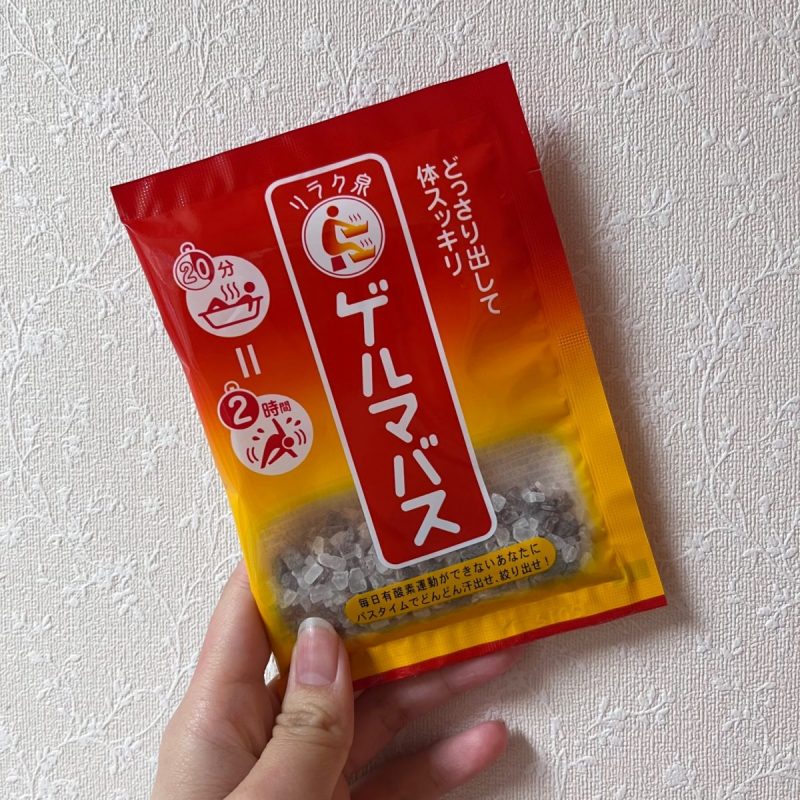 どっさり出して
体スッキリ
リラク泉
ゲルマバス
20分
=
2時間
毎日有酸素運動ができないあなたに
バスタイムでどんどん汗出せ、絞り出せ!